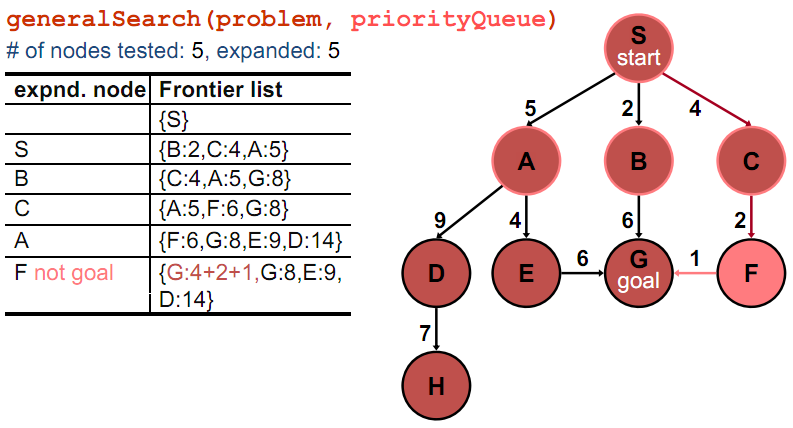 generalSearch(problem, priorityQueue)
# of nodes tested: 5, expanded: 5
expnd. node Frontier list
{S}
S {B:2,C:4,A:5}
B {C:4,A:5,G:8}
C {A:5,F:6,G:8}
A {F:6,G:8,E:9,D:14}
F not goal {G:4+2+1,G:8,E:9,
D:14}
S
start
5 2 4
A B C
9 4 6 2
D E 6 G 1 F
goal
7
H